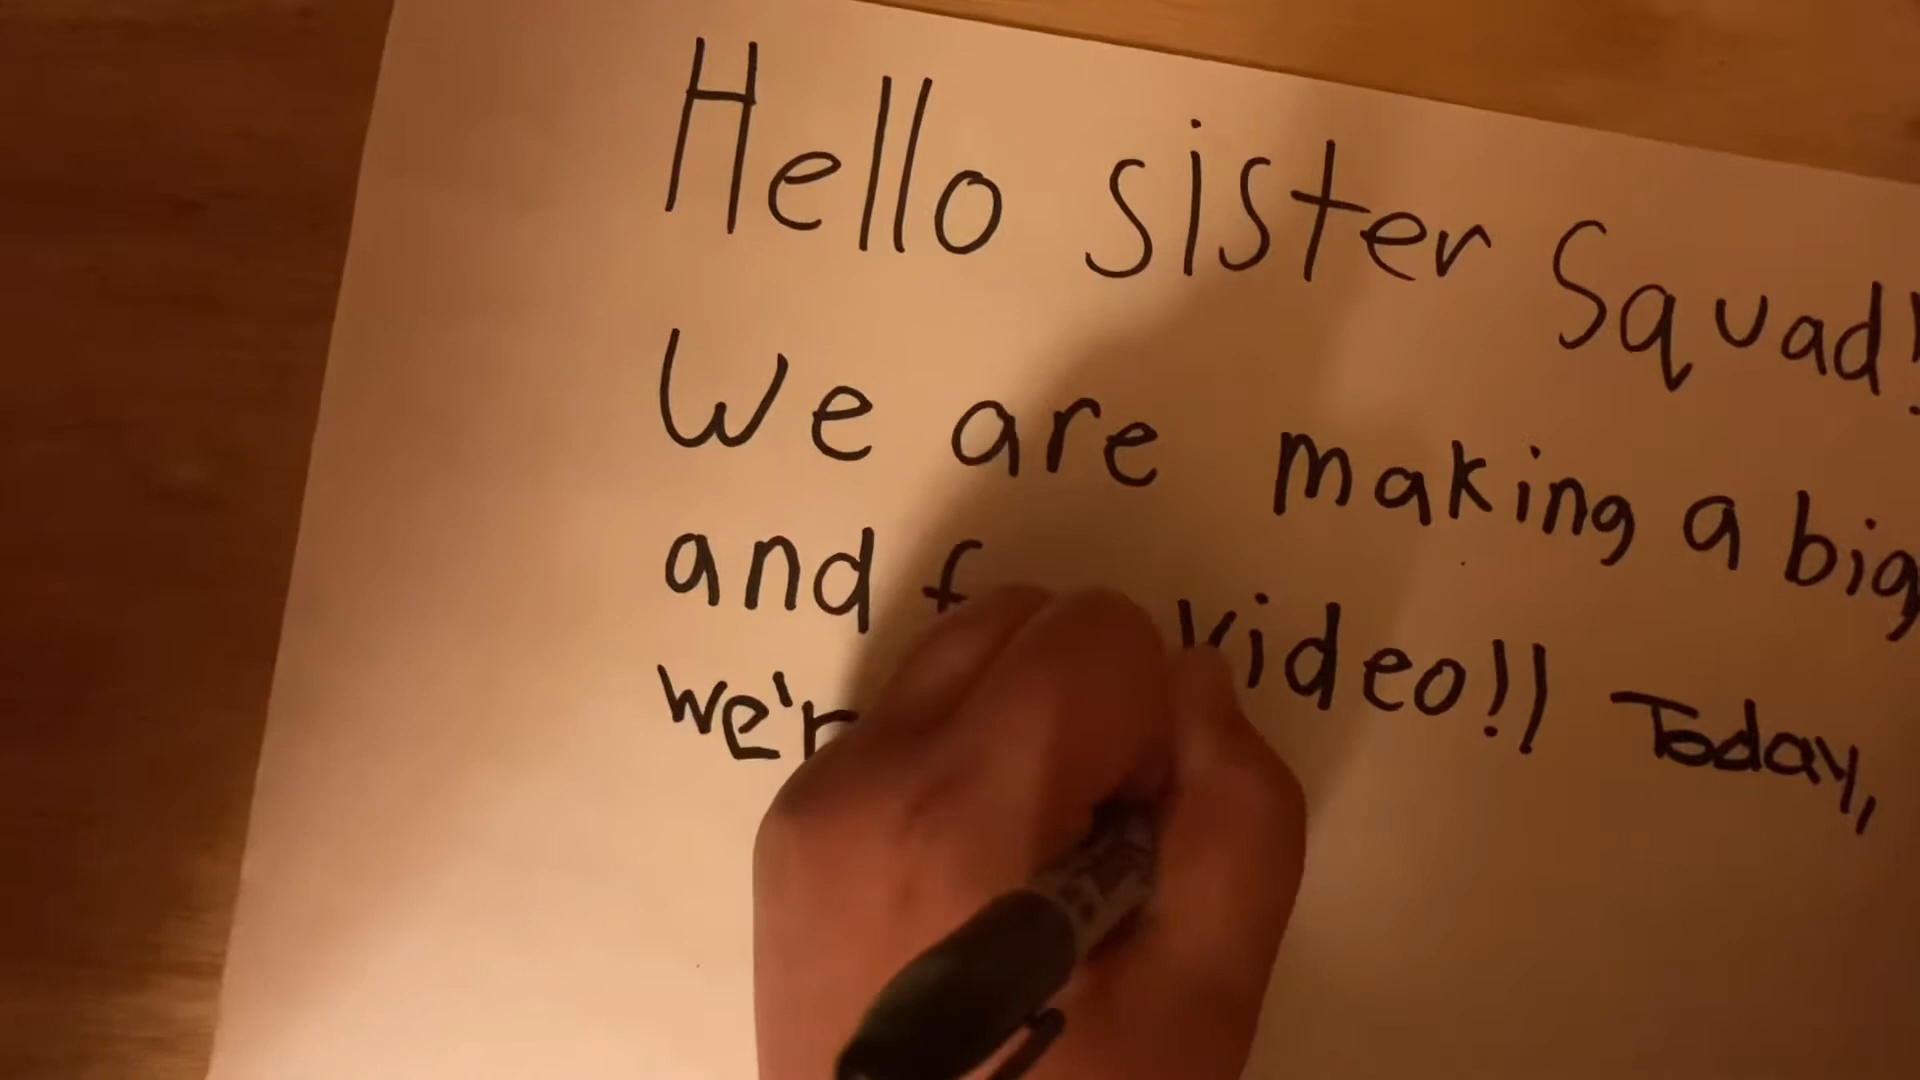 Hello sister Squad!
We are making a big
and video!! Today,